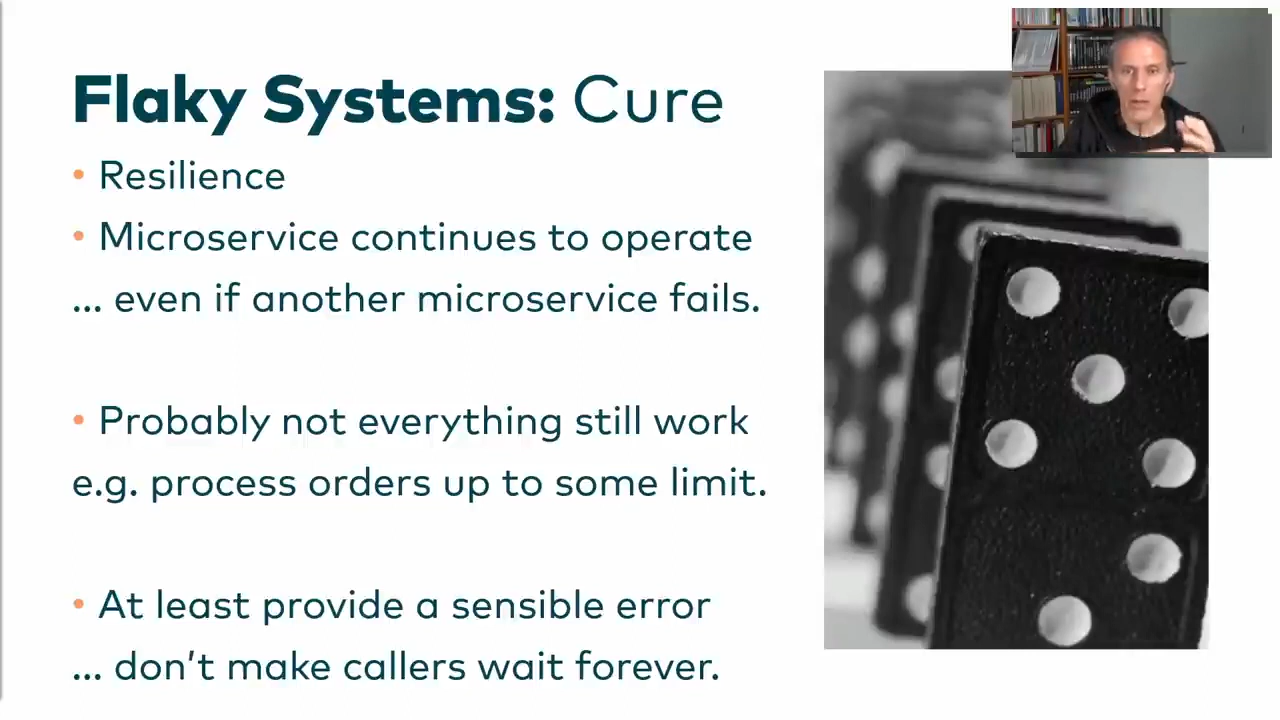 Flaky Systems: Cure
• Resilience
• Microservice continues to operate
... even if another microservice fails.
• Probably not everything still work
e.g. process orders up to some limit.
• At least provide a sensible error
... don't make callers wait forever.